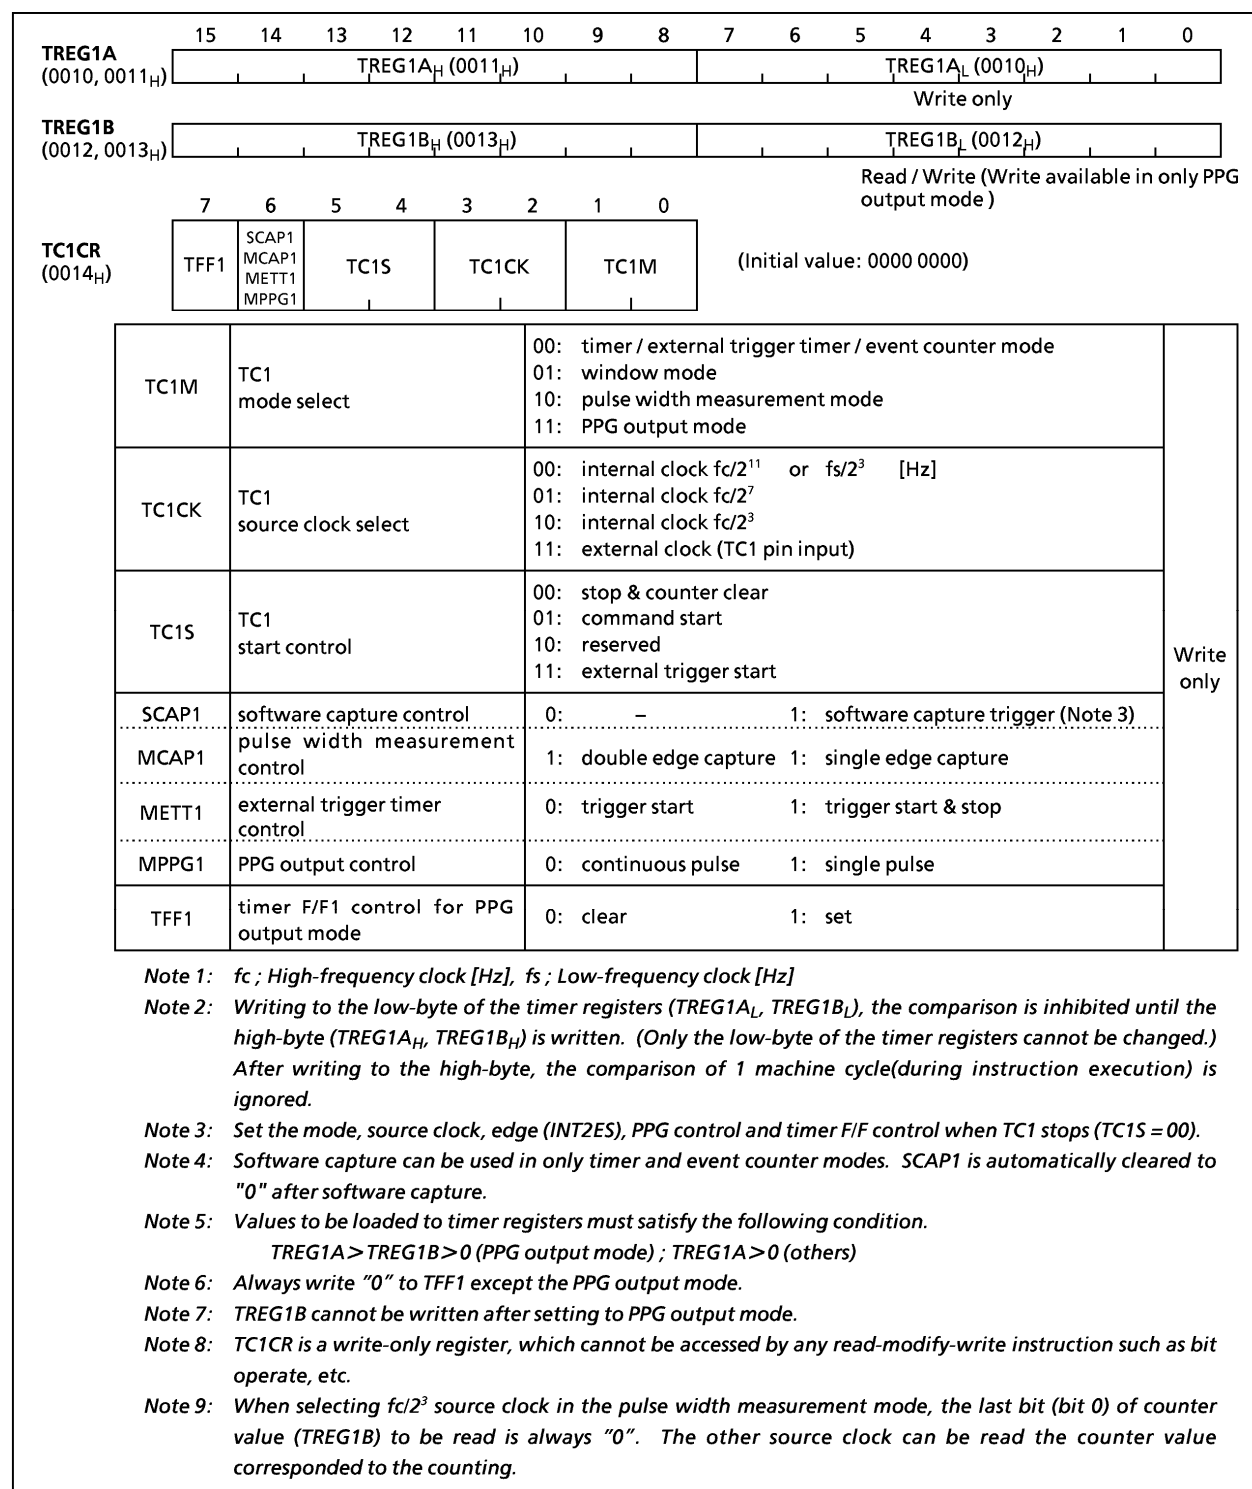 15 14 13 12 11 10 9 8 7 6 5 4 3 2 1 0
TREG1A
(0010, 0011H)
TREG1AH (0011H) TREG1AL (0010H)
Write only
TREG1B
(0012, 0013H)
TREG1BH (0013H) TREG1BL (0012H)
Read / Write (Write available in only PPG
output mode )
7 6 5 4 3 2 1 0
TC1CR
(0014H)
TFF1
SCAP1
MCAP1
METT1
MPPG1
TC1S TC1CK TC1M (Initial value: 0000 0000)
TC1M
TC1
mode select
00: timer / external trigger timer / event counter mode
01: window mode
10: pulse width measurement mode
11: PPG output mode
TC1CK
TC1
source clock select
00: internal clock fc/2¹¹ or fs/2³ [Hz]
01: internal clock fc/2⁷
10: internal clock fc/2³
11: external clock (TC1 pin input)
TC1S
TC1
start control
00: stop & counter clear
01: command start
10: reserved
11: external trigger start
Write
only
SCAP1 software capture control 0: – 1: software capture trigger (Note 3)
MCAP1
pulse width measurement
control
1: double edge capture 1: single edge capture
METT1
external trigger timer
control
0: trigger start 1: trigger start & stop
MPPG1 PPG output control 0: continuous pulse 1: single pulse
TFF1
timer F/F1 control for PPG
output mode
0: clear 1: set
Note 1: fc ; High-frequency clock [Hz], fs ; Low-frequency clock [Hz]
Note 2: Writing to the low-byte of the timer registers (TREG1AL, TREG1BL), the comparison is inhibited until the
high-byte (TREG1AH, TREG1BH) is written. (Only the low-byte of the timer registers cannot be changed.)
After writing to the high-byte, the comparison of 1 machine cycle(during instruction execution) is
ignored.
Note 3: Set the mode, source clock, edge (INT2ES), PPG control and timer F/F control when TC1 stops (TC1S = 00).
Note 4: Software capture can be used in only timer and event counter modes. SCAP1 is automatically cleared to
"0" after software capture.
Note 5: Values to be loaded to timer registers must satisfy the following condition.
TREG1A>TREG1B>0 (PPG output mode) ; TREG1A>0 (others)
Note 6: Always write "0" to TFF1 except the PPG output mode.
Note 7: TREG1B cannot be written after setting to PPG output mode.
Note 8: TC1CR is a write-only register, which cannot be accessed by any read-modify-write instruction such as bit
operate, etc.
Note 9: When selecting fc/2³ source clock in the pulse width measurement mode, the last bit (bit 0) of counter
value (TREG1B) to be read is always "0". The other source clock can be read the counter value
corresponded to the counting.